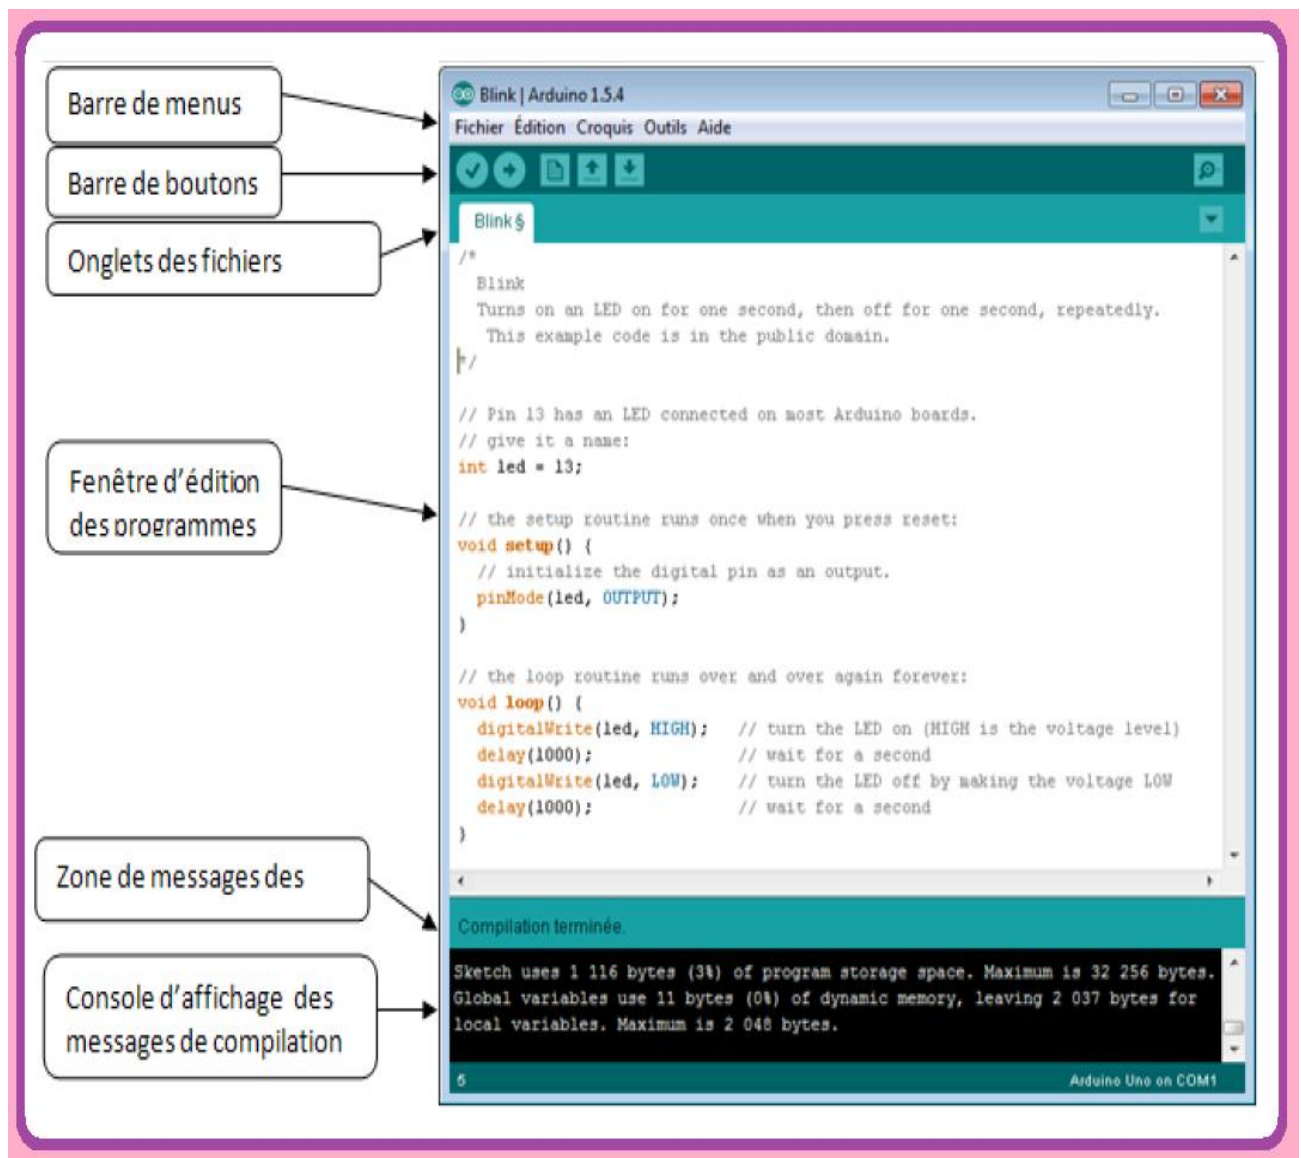 Barre de menus
Barre de boutons
Onglets des fichiers
Fenêtre d'édition
des programmes
Zone de messages des
Console d'affichage des
messages de compilation
Blink | Arduino 1.5.4
Fichier Édition Croquis Outils Aide
Blink §
/*
Blink
Turns on an LED on for one second, then off for one second, repeatedly.
This example code is in the public domain.
*/
// Pin 13 has an LED connected on most Arduino boards.
// give it a name:
int led = 13;
// the setup routine runs once when you press reset:
void setup() {
// initialize the digital pin as an output.
pinMode(led, OUTPUT);
}
// the loop routine runs over and over again forever:
void loop() {
digitalWrite(led, HIGH); // turn the LED on (HIGH is the voltage level)
delay(1000); // wait for a second
digitalWrite(led, LOW); // turn the LED off by making the voltage LOW
delay(1000); // wait for a second
}
Compilation terminée.
Sketch uses 1 116 bytes (3%) of program storage space. Maximum is 32 256 bytes.
Global variables use 11 bytes (0%) of dynamic memory, leaving 2 037 bytes for
local variables. Maximum is 2 048 bytes.
5
Arduino Uno on COM1